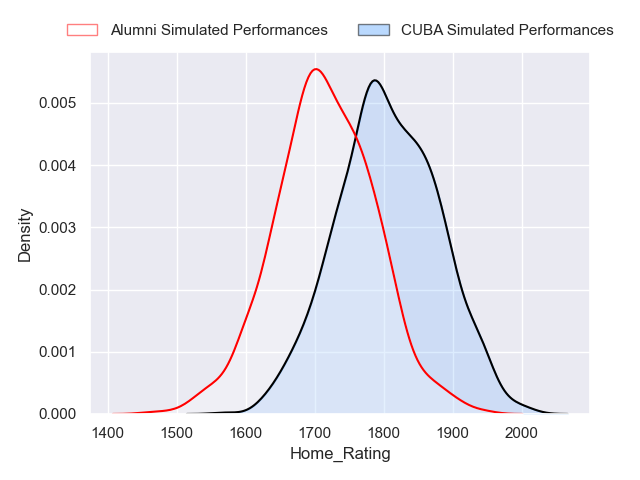 Alumni Simulated Performances CUBA Simulated Performances
0.005
0.004
Density
0.003
0.002
0.001
0.000
1400 1500 1600 1700 1800 1900 2000
Home_Rating